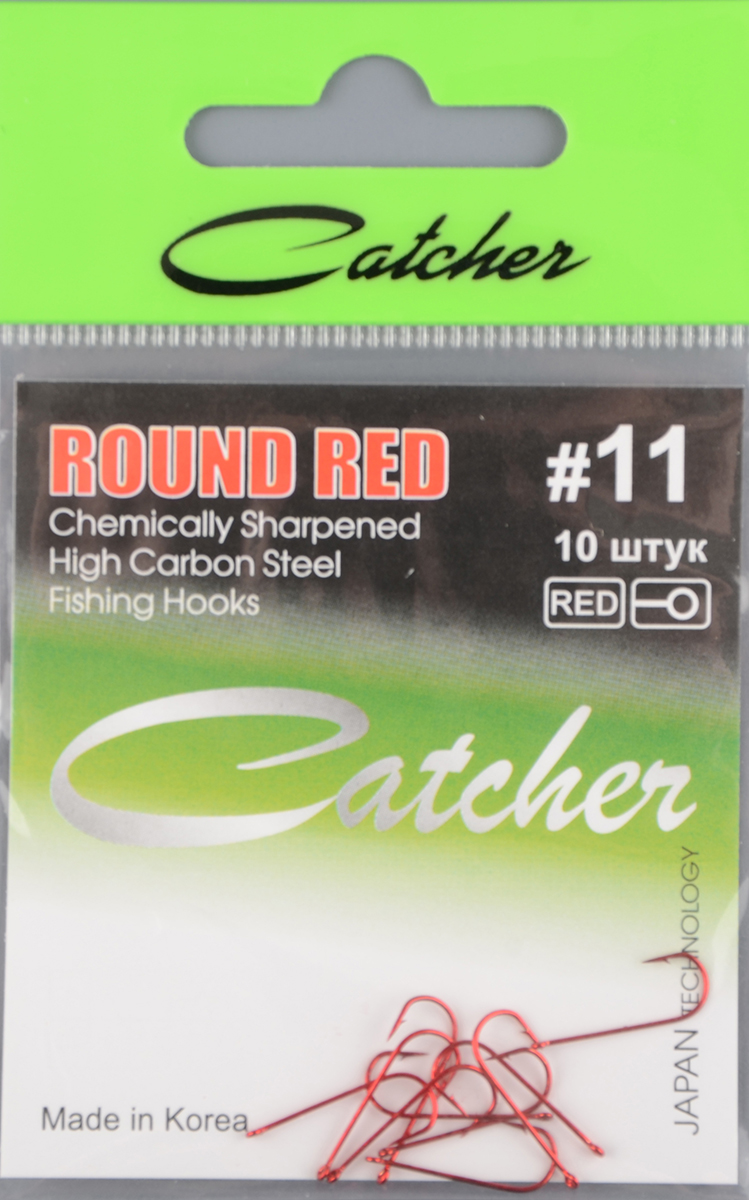 Catcher
ROUND RED
Chemically Sharpened
High Carbon Steel
Fishing Hooks
#11
10 штук
RED
Catcher
JAPAN TECHNOLOGY
Made in Korea